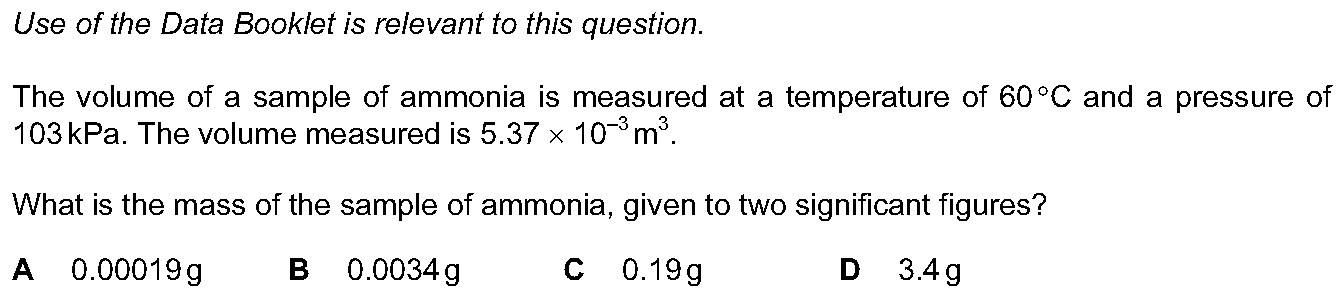 Use of the Data Booklet is relevant to this question.
The volume of a sample of ammonia is measured at a temperature of 60 °C and a pressure of
103 kPa. The volume measured is 5.37 × 10⁻³ m³.
What is the mass of the sample of ammonia, given to two significant figures?
A 0.00019 g B 0.0034 g C 0.19 g D 3.4 g